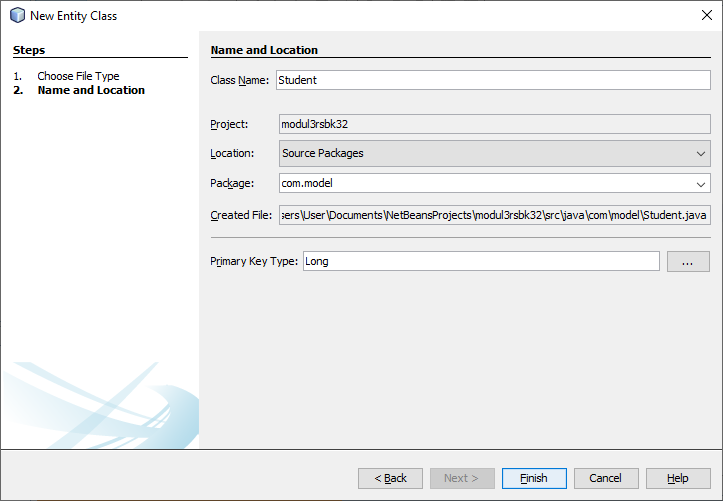 New Entity Class
Steps
1. Choose File Type
2. Name and Location
Name and Location
Class Name: Student
Project: modul3rsbk32
Location: Source Packages
Package: com.model
Created File: sers\User\Documents\NetBeansProjects\modul3rsbk32\src\java\com\model\Student.java
Primary Key Type: Long ...
< Back Next > Finish Cancel Help